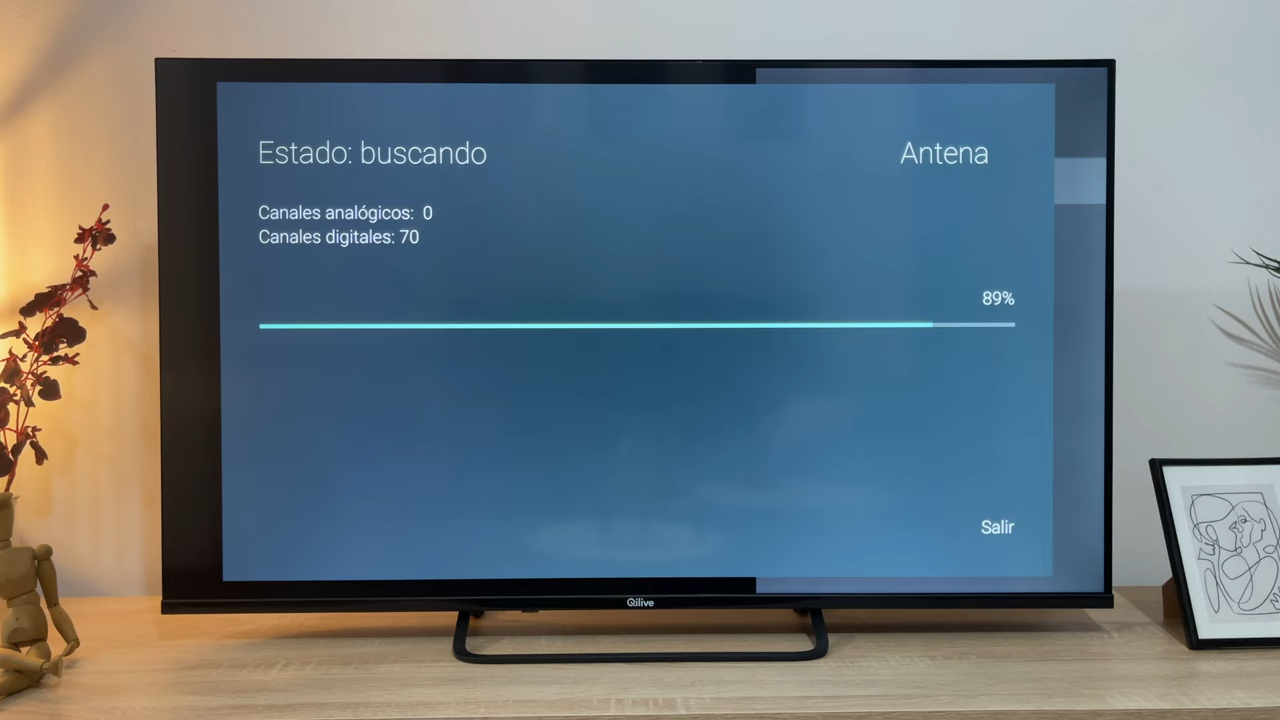 Estado: buscando
Antena
Canales analógicos: 0
Canales digitales: 70
89%
Salir
Qilive